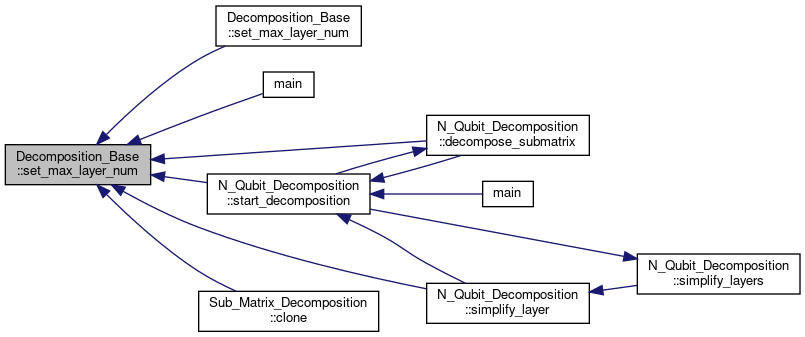 Decomposition_Base
::set_max_layer_num
main
N_Qubit_Decomposition
::decompose_submatrix
Decomposition_Base
::set_max_layer_num
N_Qubit_Decomposition
::start_decomposition
main
N_Qubit_Decomposition
::simplify_layers
Sub_Matrix_Decomposition
::clone
N_Qubit_Decomposition
::simplify_layer